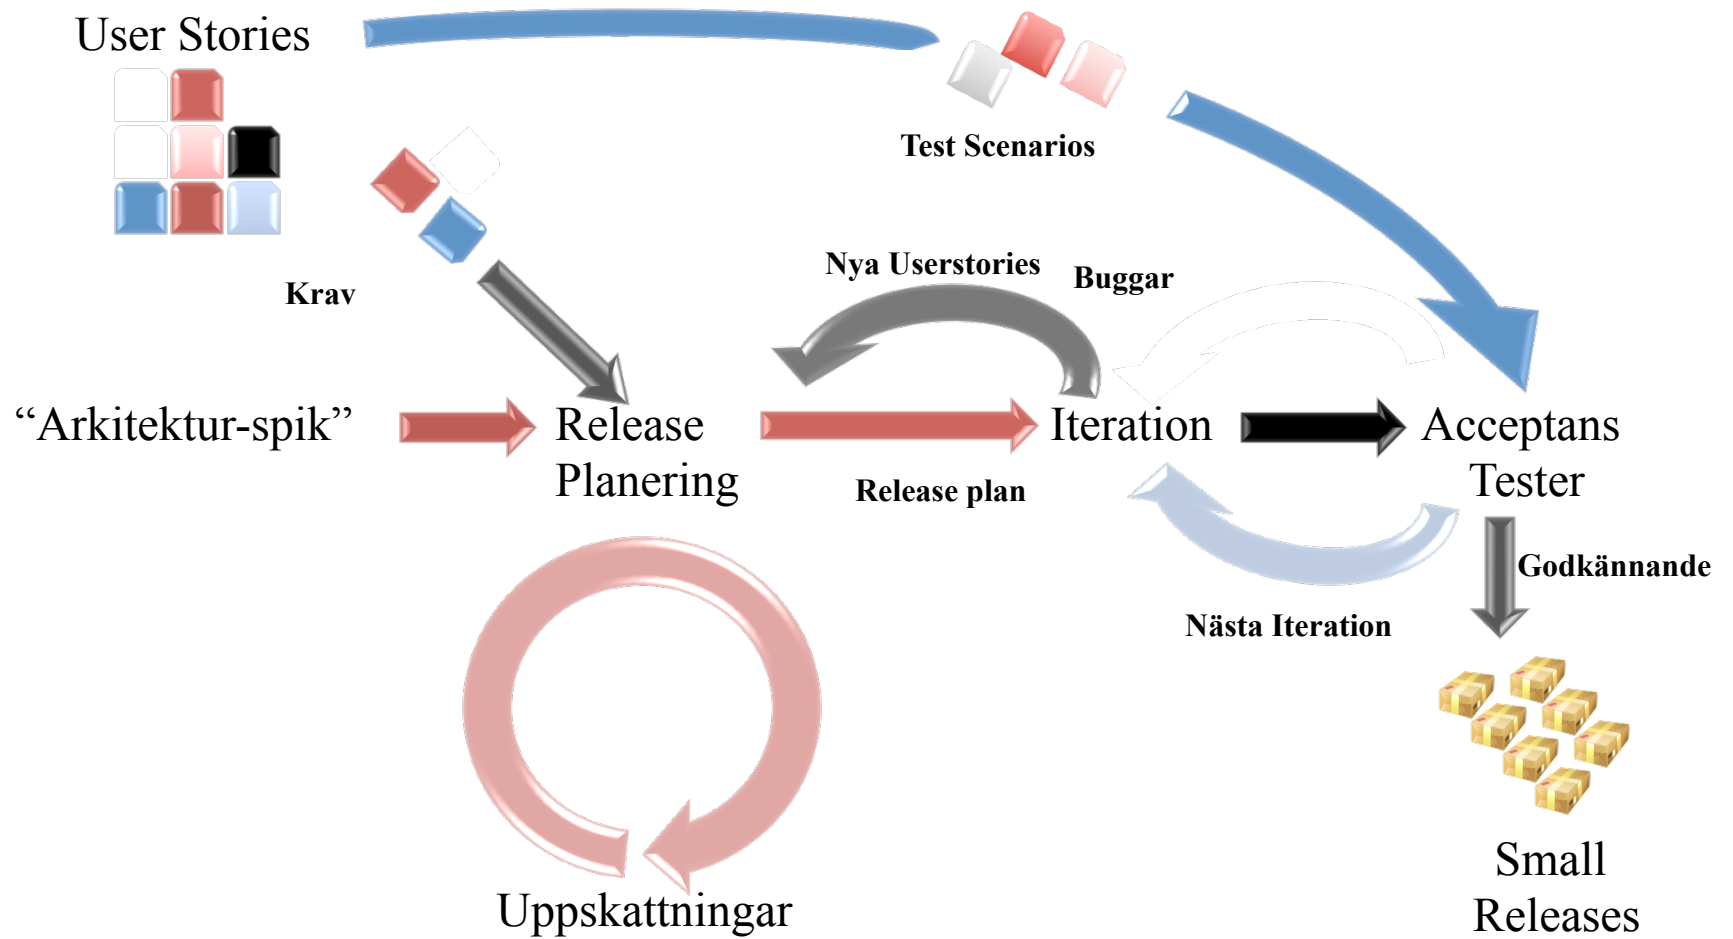 User Stories
Test Scenarios
Krav
Nya Userstories
Buggar
“Arkitektur-spik”
Release
Planering
Release plan
Iteration
Acceptans
Tester
Godkännande
Nästa Iteration
Uppskattningar
Small
Releases